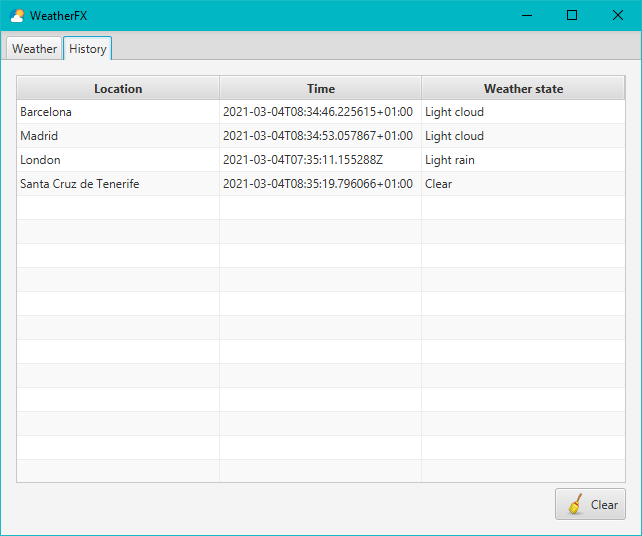 WeatherFX
Weather History
Location Time Weather state
Barcelona 2021-03-04T08:34:46.225615+01:00 Light cloud
Madrid 2021-03-04T08:34:53.057867+01:00 Light cloud
London 2021-03-04T07:35:11.155288Z Light rain
Santa Cruz de Tenerife 2021-03-04T08:35:19.796066+01:00 Clear
Clear